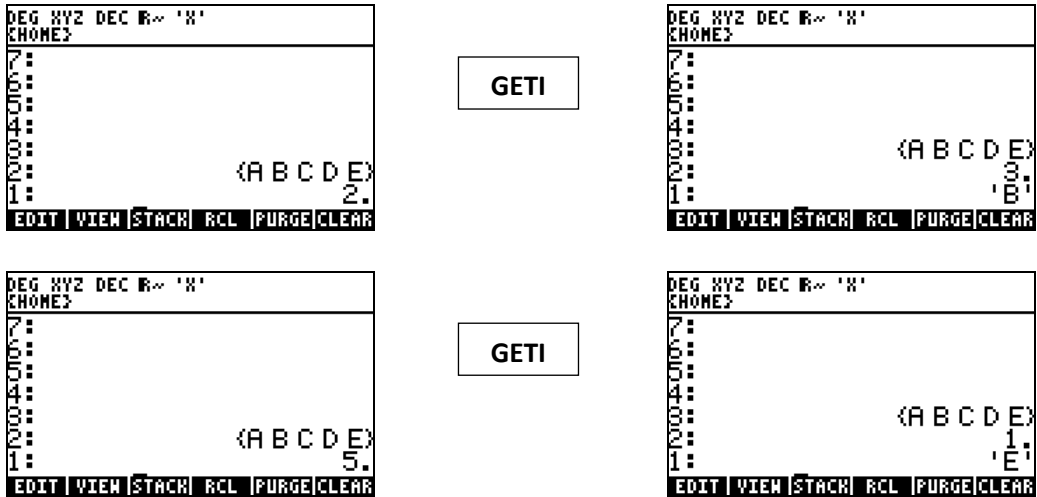 DEG XYZ DEC R~ 'X'
{HOME}
7:
6:
5:
4:
3:
2: {A B C D E}
1: 2.
EDIT VIEW STACK RCL PURGE CLEAR
GETI
DEG XYZ DEC R~ 'X'
{HOME}
7:
6:
5:
4:
3: {A B C D E}
2: 3.
1: 'B'
EDIT VIEW STACK RCL PURGE CLEAR
DEG XYZ DEC R~ 'X'
{HOME}
7:
6:
5:
4:
3:
2: {A B C D E}
1: 5.
EDIT VIEW STACK RCL PURGE CLEAR
GETI
DEG XYZ DEC R~ 'X'
{HOME}
7:
6:
5:
4:
3: {A B C D E}
2: 1.
1: 'E'
EDIT VIEW STACK RCL PURGE CLEAR